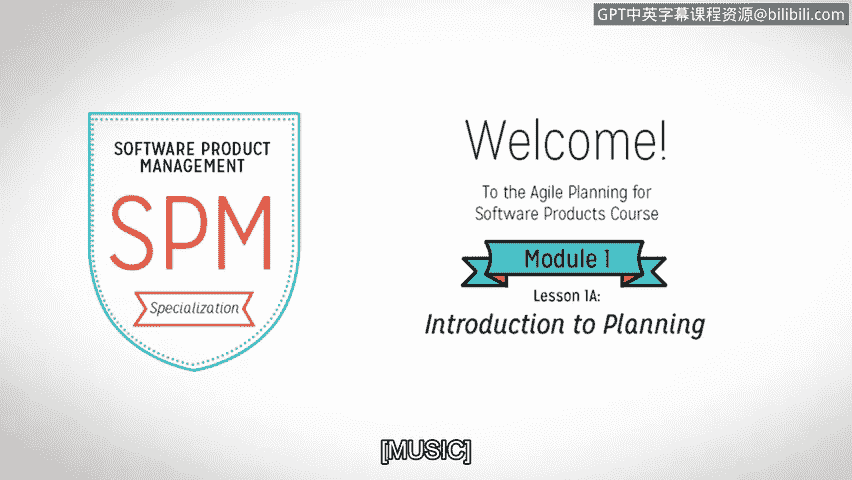 GPT中英字幕课程资源@bilibili.com
SOFTWARE PRODUCT
MANAGEMENT
SPM
Specialization
Welcome!
To the Agile Planning for
Software Products Course
Module 1
Lesson 1A:
Introduction to Planning
[MUSIC]